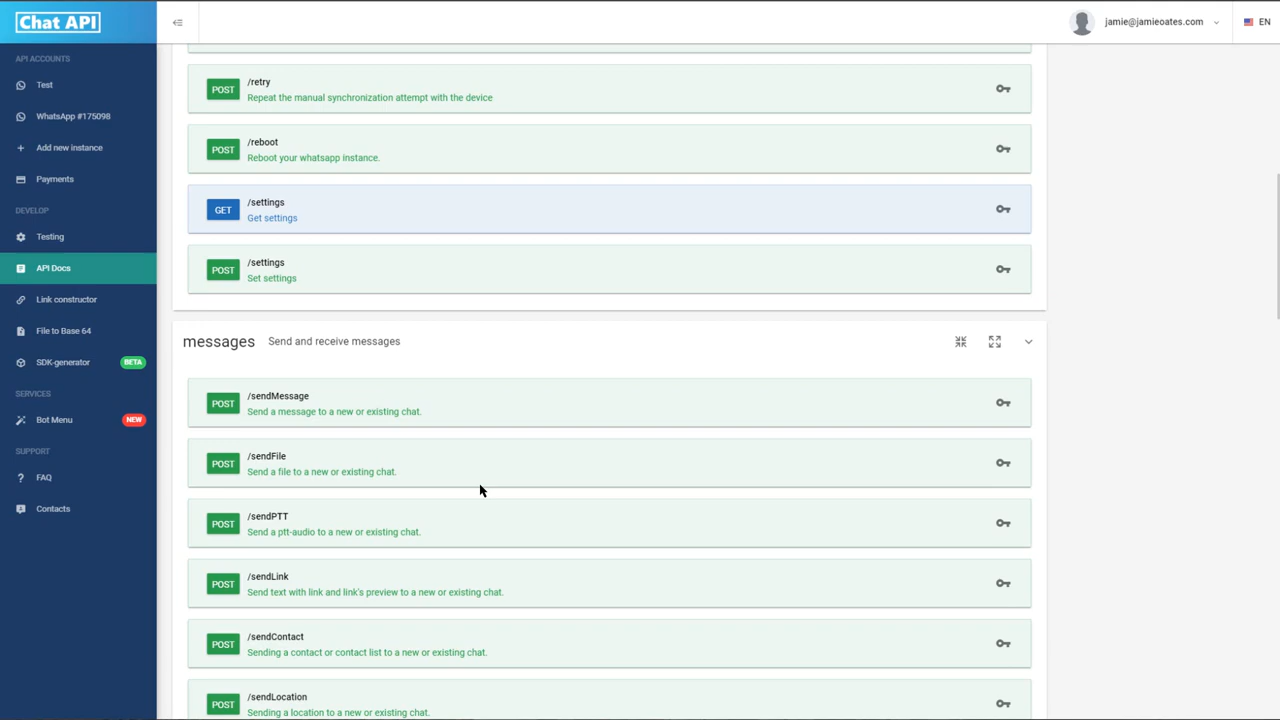 Chat API
jamie@jamieoates.com
EN
API ACCOUNTS
Test
WhatsApp #175098
Add new instance
Payments
DEVELOP
Testing
API Docs
Link constructor
File to Base 64
SDK-generator BETA
SERVICES
Bot Menu NEW
SUPPORT
FAQ
Contacts
POST /retry
Repeat the manual synchronization attempt with the device
POST /reboot
Reboot your whatsapp instance.
GET /settings
Get settings
POST /settings
Set settings
messages Send and receive messages
POST /sendMessage
Send a message to a new or existing chat.
POST /sendFile
Send a file to a new or existing chat.
POST /sendPTT
Send a ptt-audio to a new or existing chat.
POST /sendLink
Send text with link and link's preview to a new or existing chat.
POST /sendContact
Sending a contact or contact list to a new or existing chat.
POST /sendLocation
Sending a location to a new or existing chat.